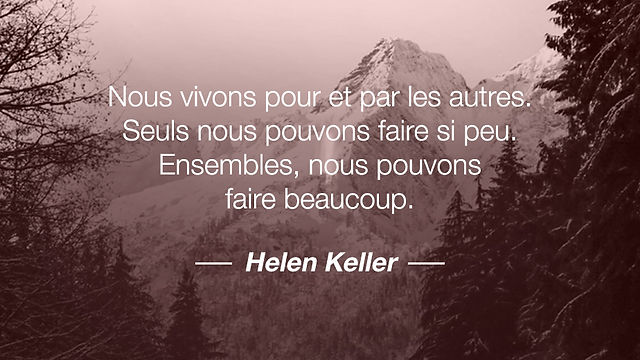 Nous vivons pour et par les autres.
Seuls nous pouvons faire si peu.
Ensembles, nous pouvons
faire beaucoup.
Helen Keller